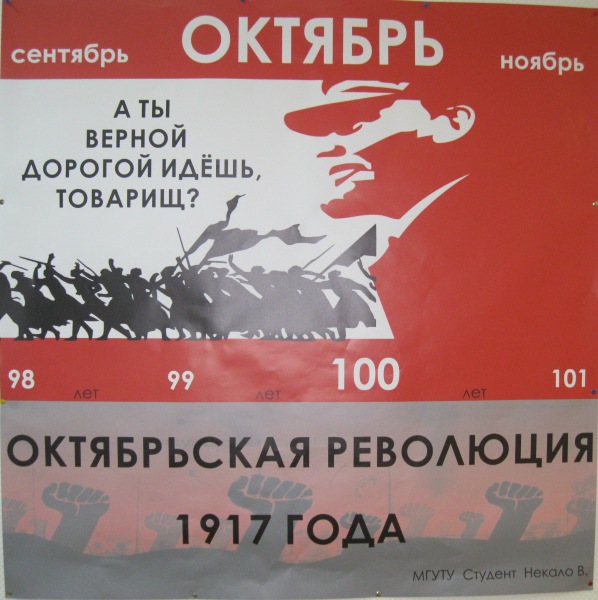 сентябрь ОКТЯБРЬ ноябрь
А ТЫ
ВЕРНОЙ
ДОРОГОЙ ИДЁШЬ,
ТОВАРИЩ?
98 лет 99 лет 100 лет 101
ОКТЯБРЬСКАЯ РЕВОЛЮЦИЯ
1917 ГОДА
МГУТУ Студент Некало В.